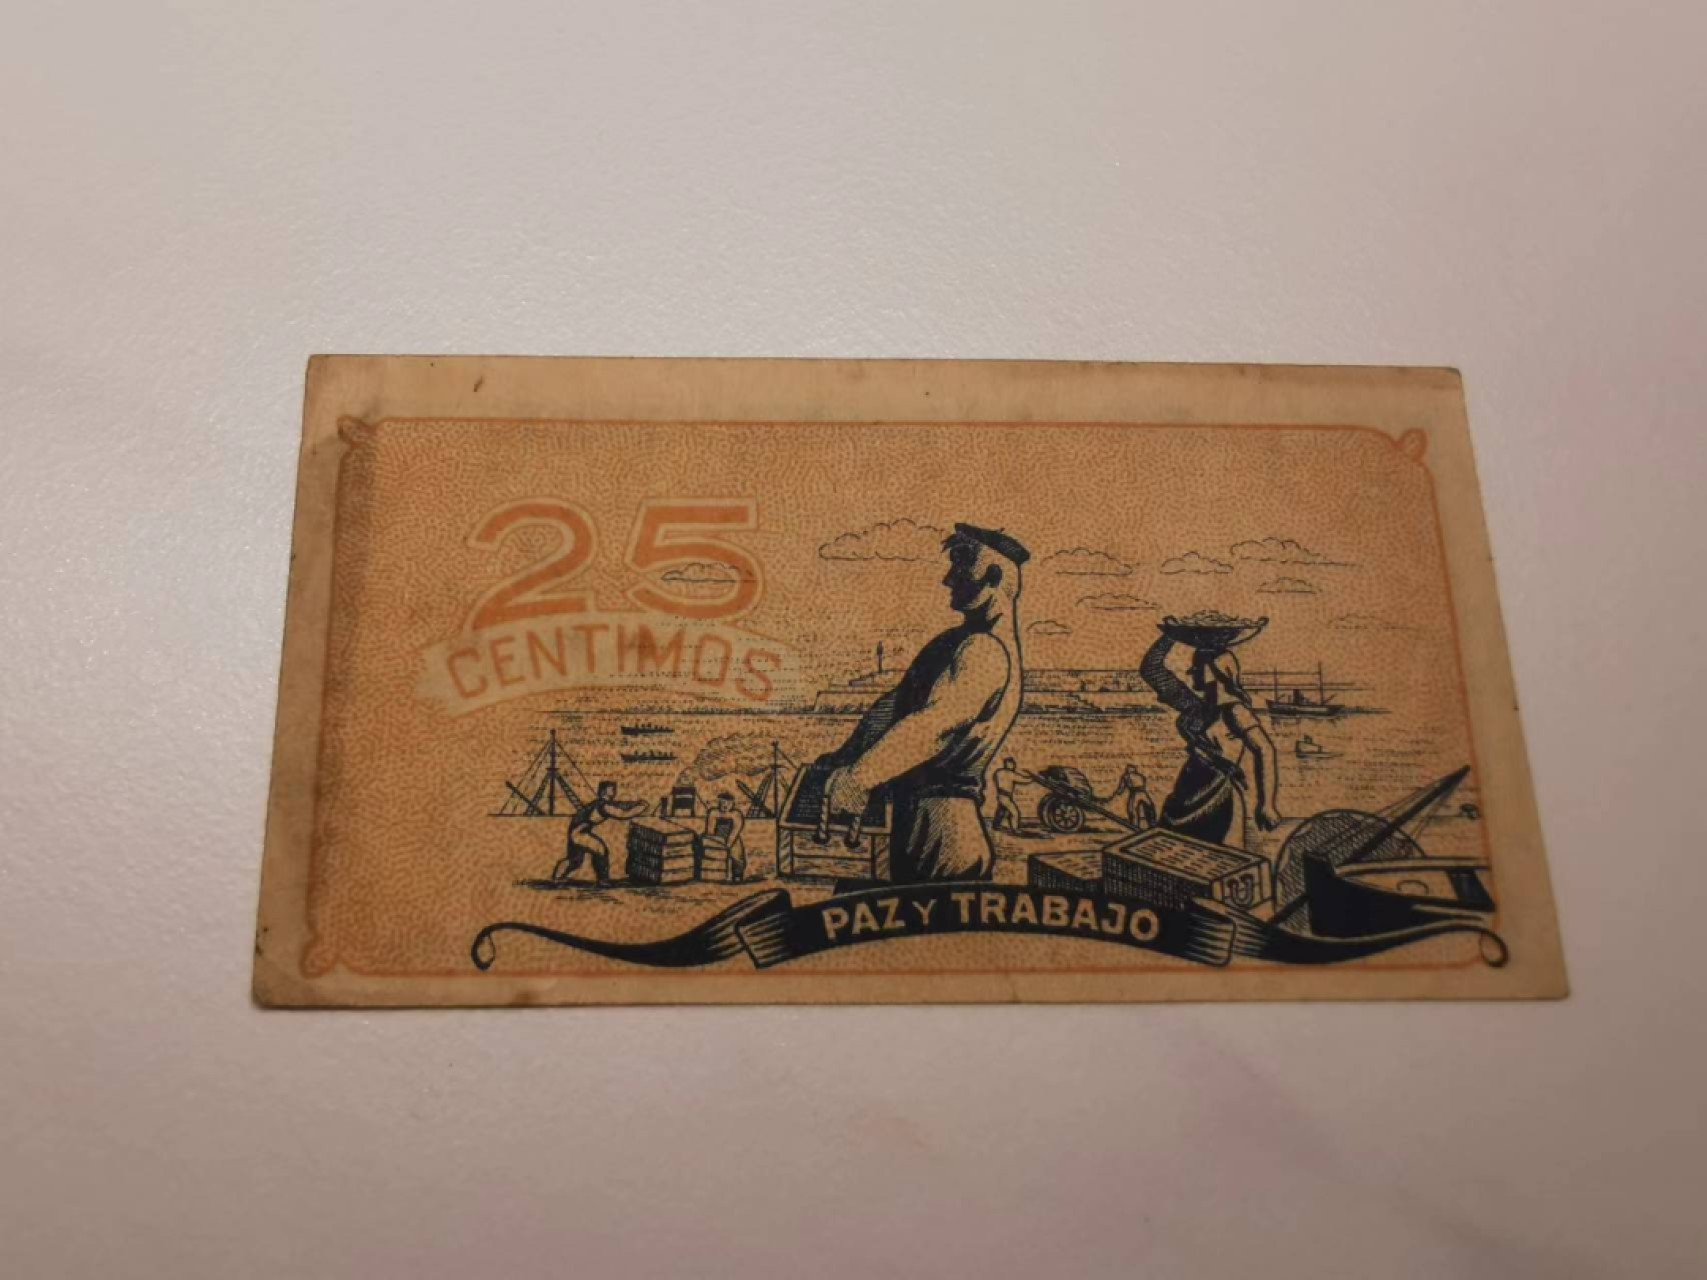 25
CENTIMOS
PAZ Y TRABAJO